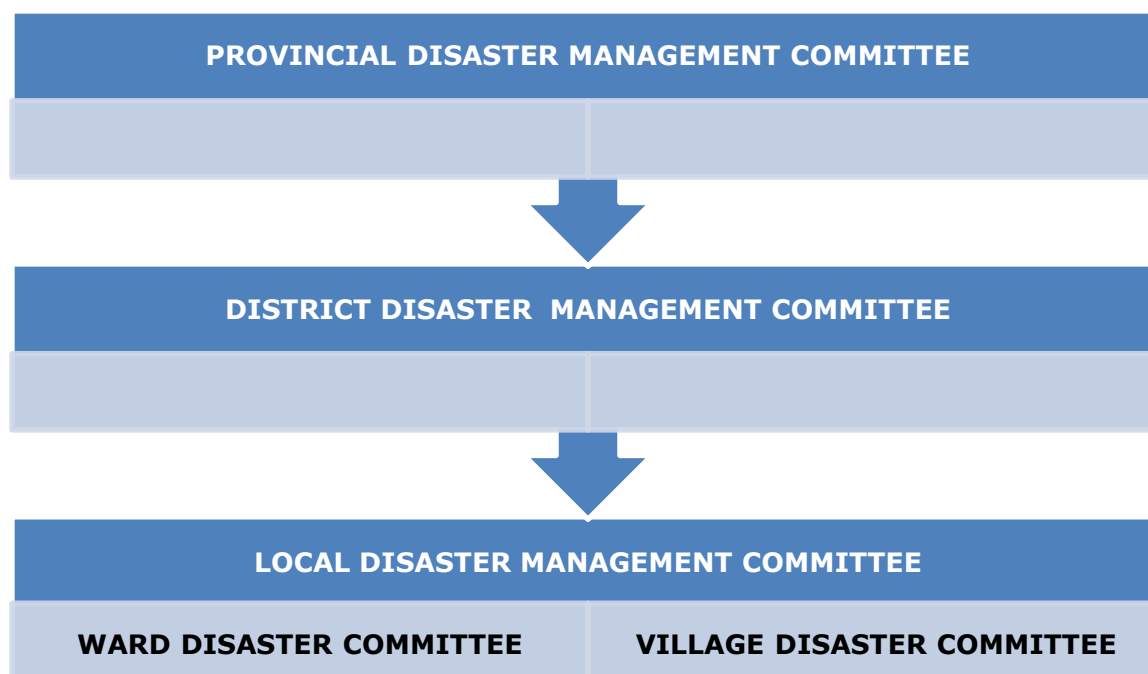 PROVINCIAL DISASTER MANAGEMENT COMMITTEE
DISTRICT DISASTER  MANAGEMENT COMMITTEE
LOCAL DISASTER MANAGEMENT COMMITTEE
WARD DISASTER COMMITTEE
VILLAGE DISASTER COMMITTEE